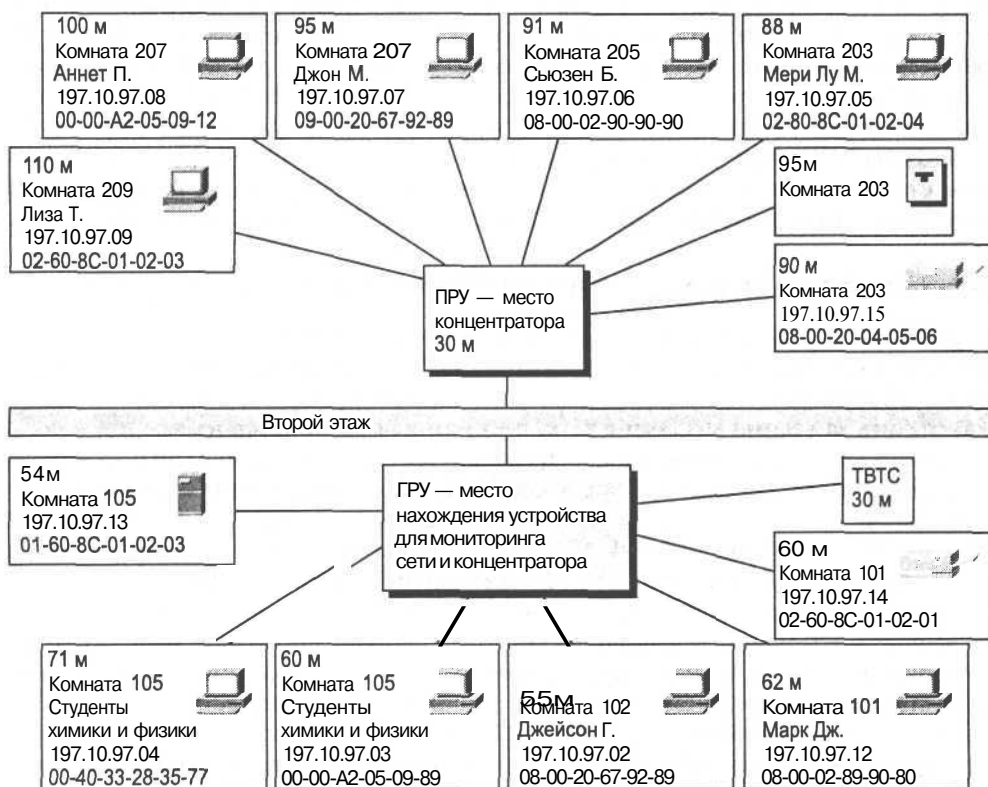 100 м
Комната 207
Аннет П.
197.10.97.08
00-00-A2-05-09-12
95 м
Комната 207
Джон М.
197.10.97.07
09-00-20-67-92-89
91 м
Комната 205
Сьюзен Б.
197.10.97.06
08-00-02-90-90-90
88 м
Комната 203
Мери Лу М.
197.10.97.05
02-80-8C-01-02-04
110 м
Комната 209
Лиза Т.
197.10.97.09
02-60-8C-01-02-03
95м
Комната 203
ПРУ — место
концентратора
30 м
90 м
Комната 203
197.10.97.15
08-00-20-04-05-06
Второй этаж
54м
Комната 105
197.10.97.13
01-60-8C-01-02-03
ГРУ — место
нахождения устройства
для мониторинга
сети и концентратора
ТВТС
30 м
60 м
Комната 101
197.10.97.14
02-60-8C-01-02-01
71 м
Комната 105
Студенты
химики и физики
197.10.97.04
00-40-33-28-35-77
60 м
Комната 105
Студенты
химики и физики
197.10.97.03
00-00-A2-05-09-89
55м
Комната 102
Джейсон Г.
197.10.97.02
08-00-20-67-92-89
62 м
Комната 101
Марк Дж.
197.10.97.12
08-00-02-89-90-80